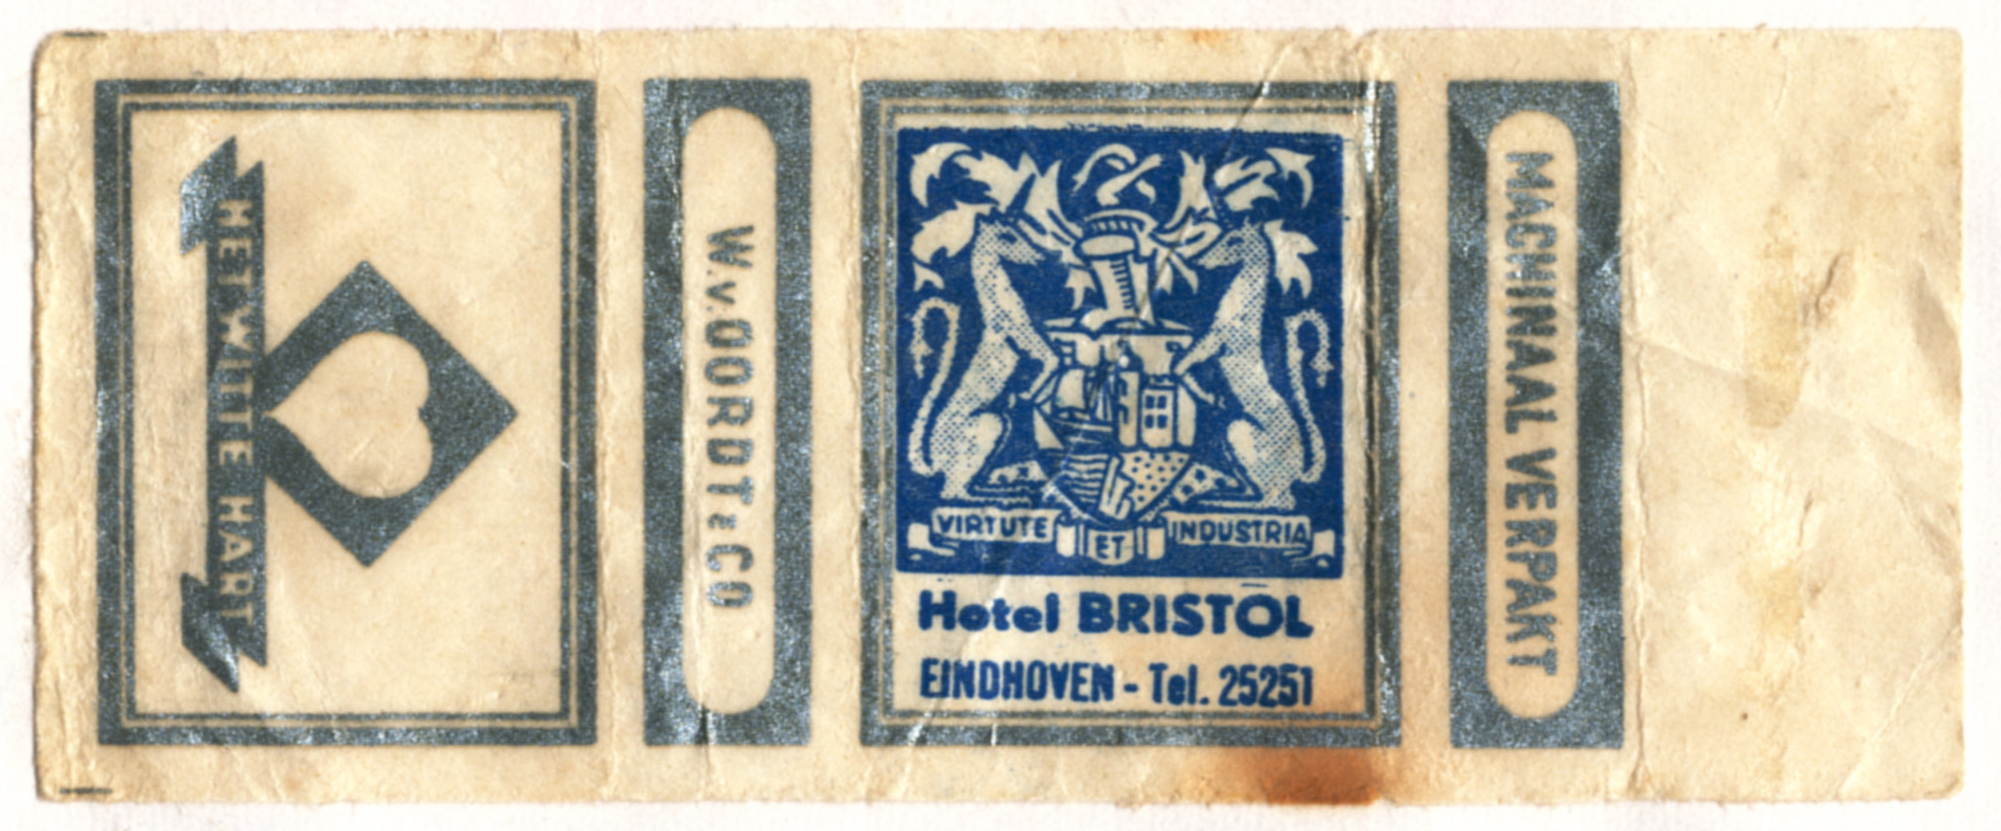 HET WITTE HART
W.v.OORDT & CO
VIRTUTE ET INDUSTRIA
Hotel BRISTOL
EINDHOVEN - Tel. 25251
MACHINAAL VERPAKT